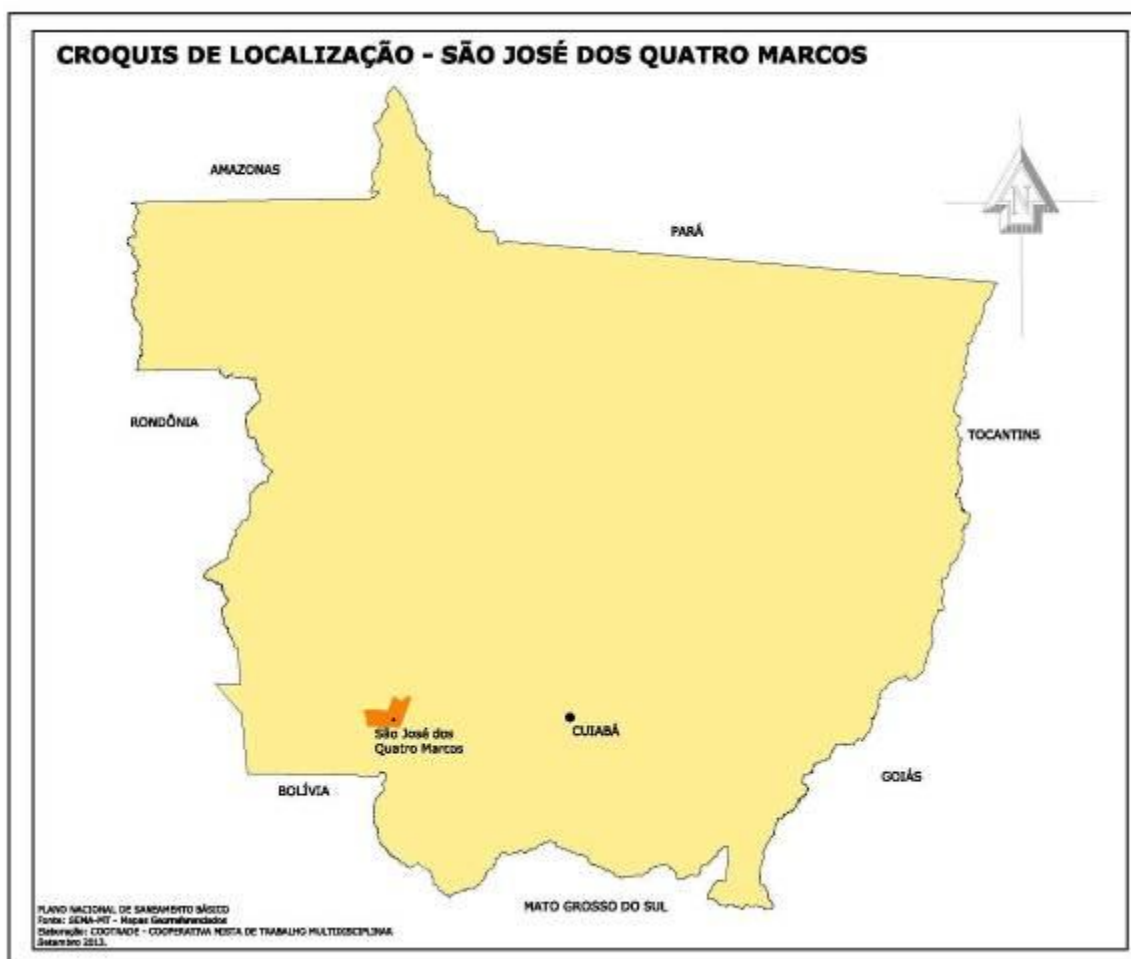 CROQUIS DE LOCALIZAÇÃO - SÃO JOSÉ DOS QUATRO MARCOS
AMAZONAS
N
PARÁ
RONDÔNIA
TOCANTINS
São José dos
Quatro Marcos
CUIABÁ
BOLÍVIA
GOIÁS
MATO GROSSO DO SUL
PLANO NACIONAL DE SANEAMENTO BÁSICO
Fonte: SEMA-MT - Mapas Georreferenciados
Elaboração: COOTRADE - COOPERATIVA MISTA DE TRABALHO MULTIDISCIPLINAR
Setembro 2013.